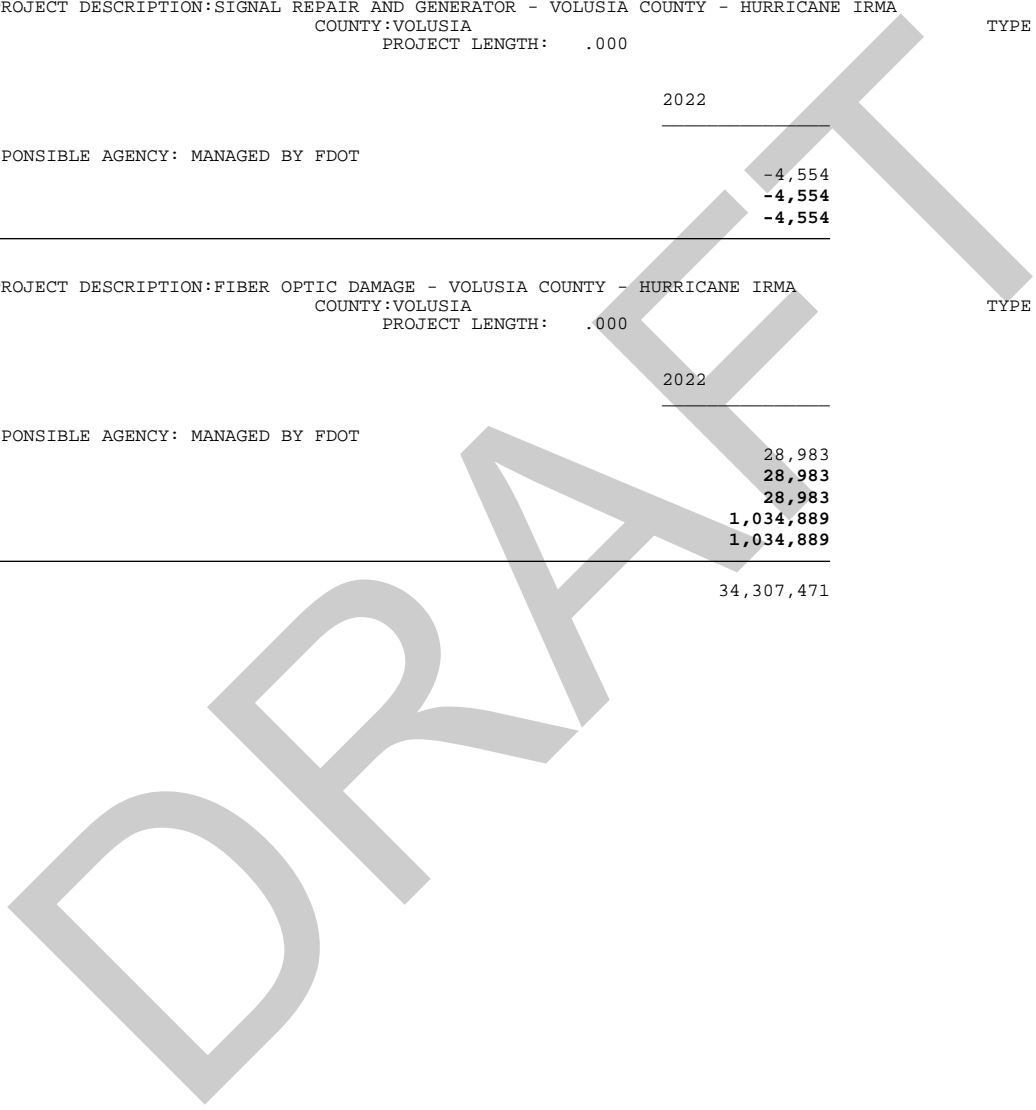 ROJECT DESCRIPTION:SIGNAL REPAIR AND GENERATOR - VOLUSIA COUNTY - HURRICANE IRMA
COUNTY:VOLUSIA TYPE
PROJECT LENGTH: .000
2022
PONSIBLE AGENCY: MANAGED BY FDOT
-4,554
-4,554
-4,554
ROJECT DESCRIPTION:FIBER OPTIC DAMAGE - VOLUSIA COUNTY - HURRICANE IRMA
COUNTY:VOLUSIA TYPE
PROJECT LENGTH: .000
2022
PONSIBLE AGENCY: MANAGED BY FDOT
28,983
28,983
28,983
1,034,889
1,034,889
34,307,471
DRAFT